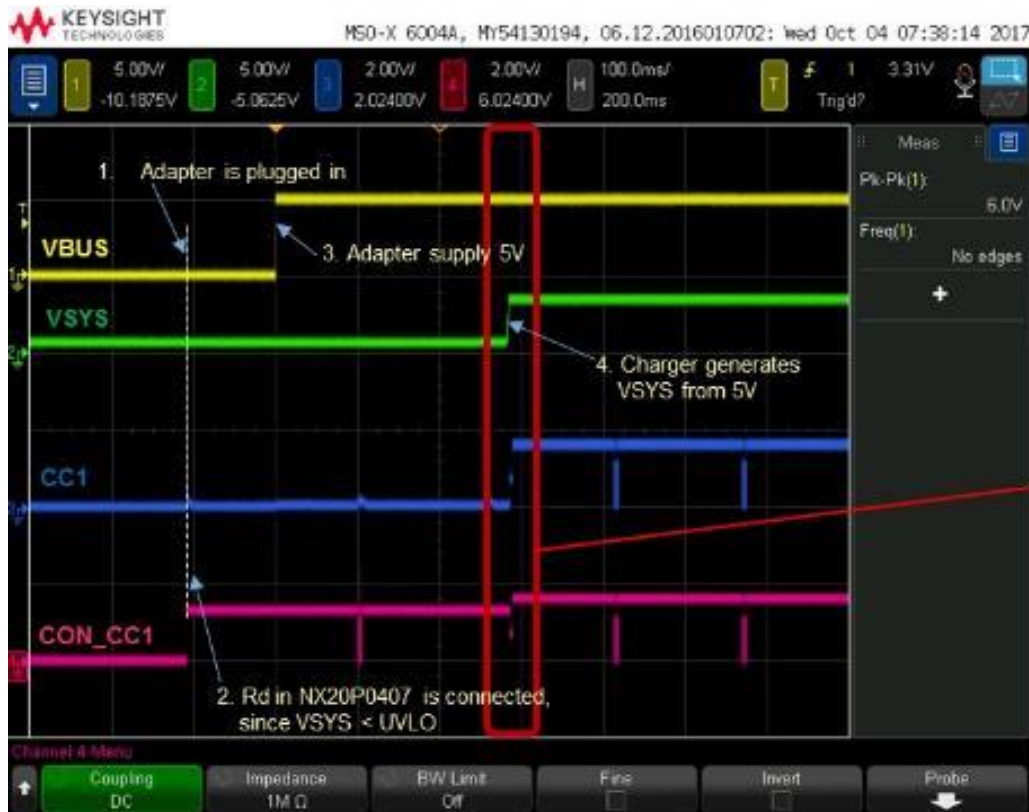 KEYSIGHT
TECHNOLOGIES
MSO-X 6004A, MY54130194, 06.12.2016010702: Wed Oct 04 07:38:14 2017
1 5.00V/ 2 5.00V/ 3 2.00V/ 4 2.00V/ H 100.0ms/ T 1 3.31V
-10.1875V -5.0625V 2.02400V 6.02400V 200.0ms Trig'd?
Meas
Pk-Pk(1):
6.0V
Freq(1):
No edges
1. Adapter is plugged in
T
VBUS
3. Adapter supply 5V
VSYS
4. Charger generates
VSYS from 5V
CC1
CON_CC1
2. Rd in NX20P0407 is connected,
since VSYS < UVLO
Channel 4 Menu
Coupling
DC
Impedance
1M Ω
BW Limit
Off
Fine
Invert
Probe